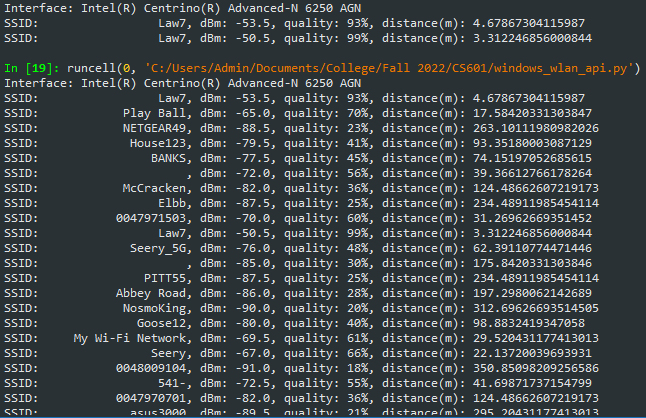 Interface: Intel(R) Centrino(R) Advanced-N 6250 AGN
SSID: Law7, dBm: -53.5, quality: 93%, distance(m): 4.67867304115987
SSID: Law7, dBm: -50.5, quality: 99%, distance(m): 3.312246856000844
In [19]: runcell(0, 'C:/Users/Admin/Documents/College/Fall 2022/CS601/windows_wlan_api.py')
Interface: Intel(R) Centrino(R) Advanced-N 6250 AGN
SSID: Law7, dBm: -53.5, quality: 93%, distance(m): 4.67867304115987
SSID: Play Ball, dBm: -65.0, quality: 70%, distance(m): 17.58420331303847
SSID: NETGEAR49, dBm: -88.5, quality: 23%, distance(m): 263.10111980982026
SSID: House123, dBm: -79.5, quality: 41%, distance(m): 93.35180003087129
SSID: BANKS, dBm: -77.5, quality: 45%, distance(m): 74.15197052685615
SSID: , dBm: -72.0, quality: 56%, distance(m): 39.36612766178264
SSID: McCracken, dBm: -82.0, quality: 36%, distance(m): 124.48662607219173
SSID: Elbb, dBm: -87.5, quality: 25%, distance(m): 234.48911985454114
SSID: 0047971503, dBm: -70.0, quality: 60%, distance(m): 31.26962669351452
SSID: Law7, dBm: -50.5, quality: 99%, distance(m): 3.312246856000844
SSID: Seery_5G, dBm: -76.0, quality: 48%, distance(m): 62.39110774471446
SSID: , dBm: -85.0, quality: 30%, distance(m): 175.8420331303846
SSID: PITT55, dBm: -87.5, quality: 25%, distance(m): 234.48911985454114
SSID: Abbey Road, dBm: -86.0, quality: 28%, distance(m): 197.2980062142689
SSID: NosmoKing, dBm: -90.0, quality: 20%, distance(m): 312.69626693514505
SSID: Goose12, dBm: -80.0, quality: 40%, distance(m): 98.8832419347058
SSID: My Wi-Fi Network, dBm: -69.5, quality: 61%, distance(m): 29.520431177413013
SSID: Seery, dBm: -67.0, quality: 66%, distance(m): 22.13720039693931
SSID: 0048009104, dBm: -91.0, quality: 18%, distance(m): 350.85098209256586
SSID: 541-, dBm: -72.5, quality: 55%, distance(m): 41.69871737154799
SSID: 0047970701, dBm: -82.0, quality: 36%, distance(m): 124.48662607219173
SSID: asus3000, dBm: -89.5, quality: 21%, distance(m): 295.20431177413013